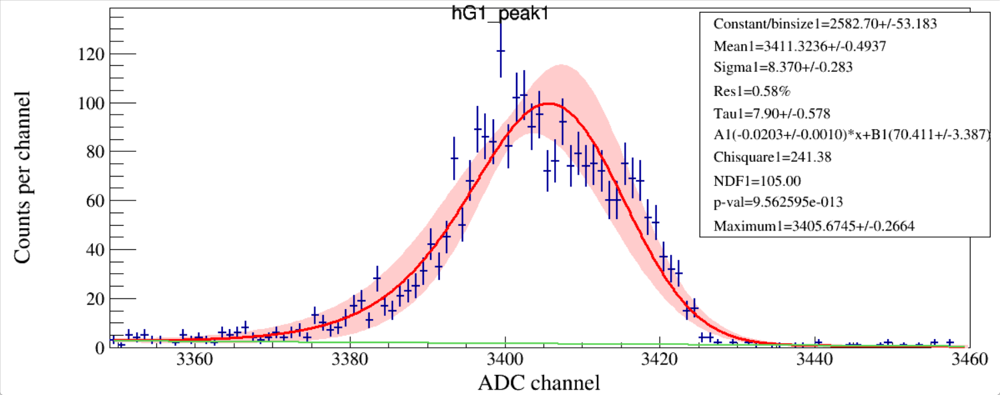 hG1_peak1
Constant/binsize1=2582.70+/-53.183
Mean1=3411.3236+/-0.4937
Sigma1=8.370+/-0.283
Res1=0.58%
Tau1=7.90+/-0.578
A1(-0.0203+/-0.0010)*x+B1(70.411+/-3.387)
Chisquare1=241.38
NDF1=105.00
p-val=9.562595e-013
Maximum1=3405.6745+/-0.2664
Counts per channel
120
100
80
60
40
20
0
3360 3380 3400 3420 3440 3460
ADC channel